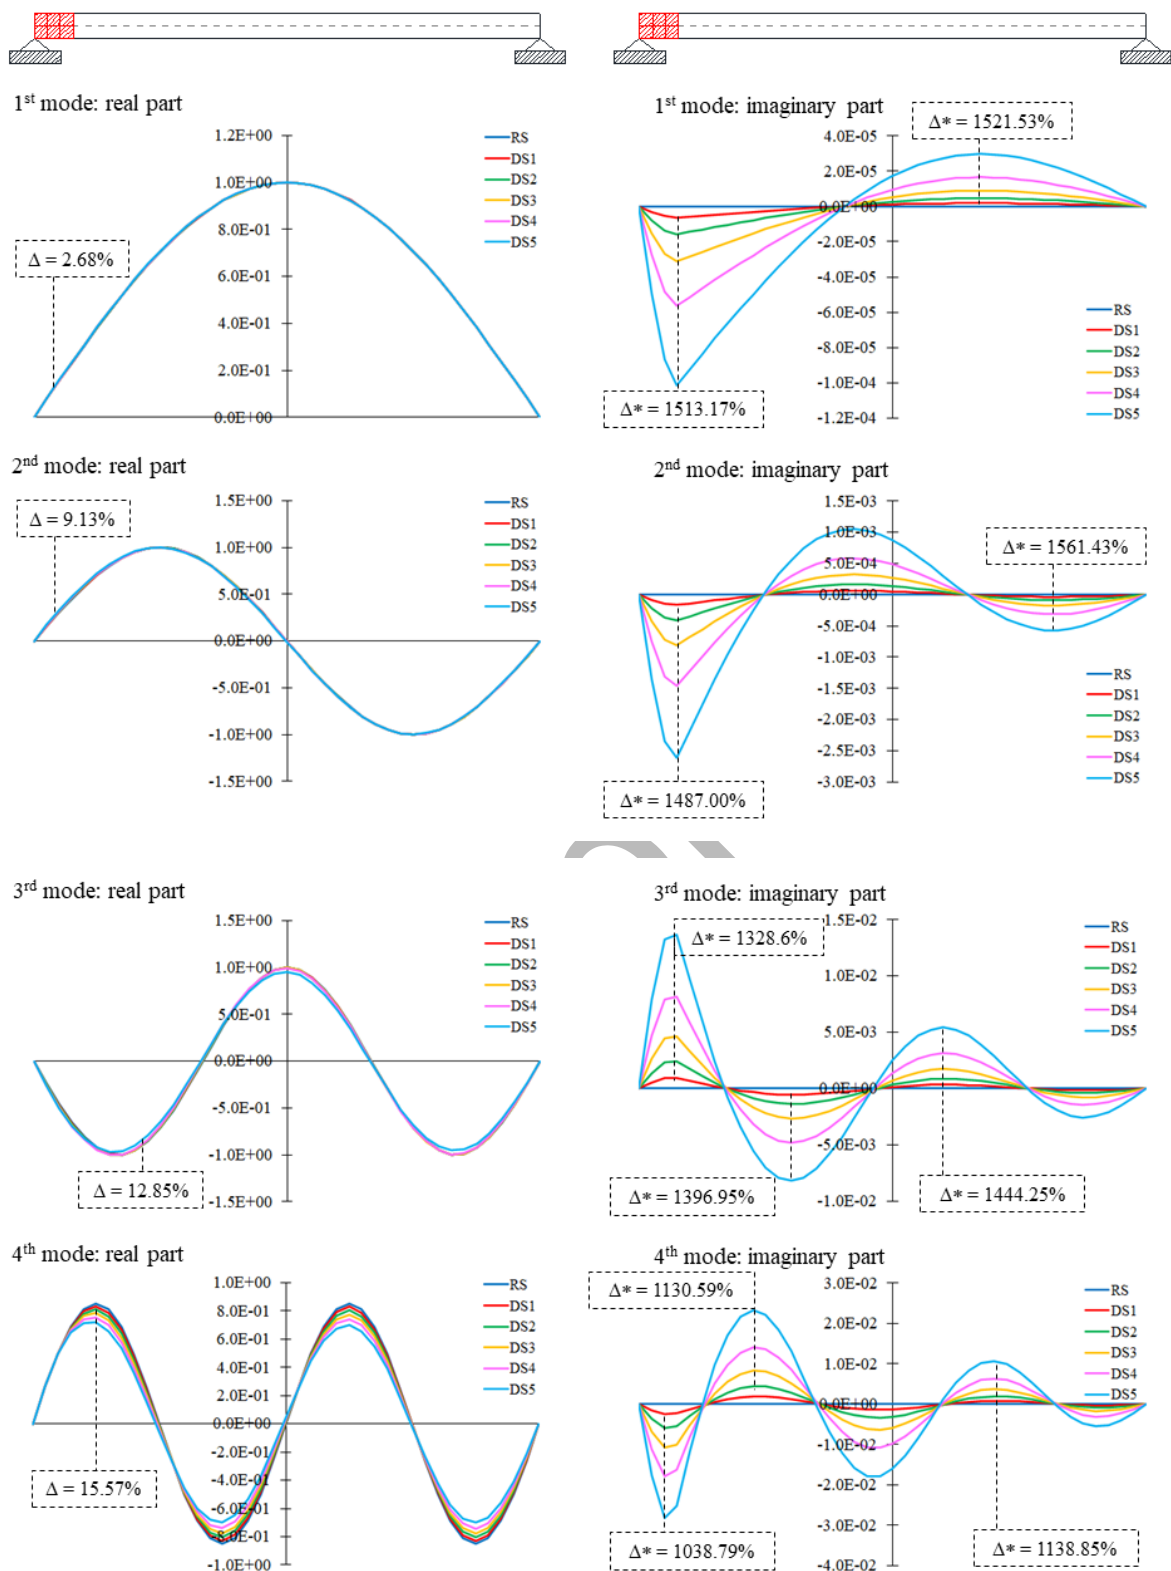 1st mode: real part
1.2E+00
1.0E+00
8.0E-01
6.0E-01
4.0E-01
2.0E-01
0.0E+00
RS
DS1
DS2
DS3
DS4
DS5
Δ = 2.68%
1st mode: imaginary part
4.0E-05
2.0E-05
0.0E+00
-2.0E-05
-4.0E-05
-6.0E-05
-8.0E-05
-1.0E-04
-1.2E-04
RS
DS1
DS2
DS3
DS4
DS5
Δ* = 1521.53%
Δ* = 1513.17%
2nd mode: real part
1.5E+00
1.0E+00
5.0E-01
0.0E+00
-5.0E-01
-1.0E+00
-1.5E+00
RS
DS1
DS2
DS3
DS4
DS5
Δ = 9.13%
2nd mode: imaginary part
1.5E-03
1.0E-03
5.0E-04
0.0E+00
-5.0E-04
-1.0E-03
-1.5E-03
-2.0E-03
-2.5E-03
-3.0E-03
RS
DS1
DS2
DS3
DS4
DS5
Δ* = 1561.43%
Δ* = 1487.00%
3rd mode: real part
1.5E+00
1.0E+00
5.0E-01
0.0E+00
-5.0E-01
-1.0E+00
-1.5E+00
RS
DS1
DS2
DS3
DS4
DS5
Δ = 12.85%
3rd mode: imaginary part
1.5E-02
1.0E-02
5.0E-03
0.0E+00
-5.0E-03
-1.0E-02
RS
DS1
DS2
DS3
DS4
DS5
Δ* = 1328.6%
Δ* = 1396.95%
Δ* = 1444.25%
4th mode: real part
1.0E+00
8.0E-01
6.0E-01
4.0E-01
2.0E-01
0.0E+00
-2.0E-01
-4.0E-01
-6.0E-01
-8.0E-01
-1.0E+00
RS
DS1
DS2
DS3
DS4
DS5
Δ = 15.57%
4th mode: imaginary part
3.0E-02
2.0E-02
1.0E-02
0.0E+00
-1.0E-02
-2.0E-02
-3.0E-02
-4.0E-02
RS
DS1
DS2
DS3
DS4
DS5
Δ* = 1130.59%
Δ* = 1038.79%
Δ* = 1138.85%